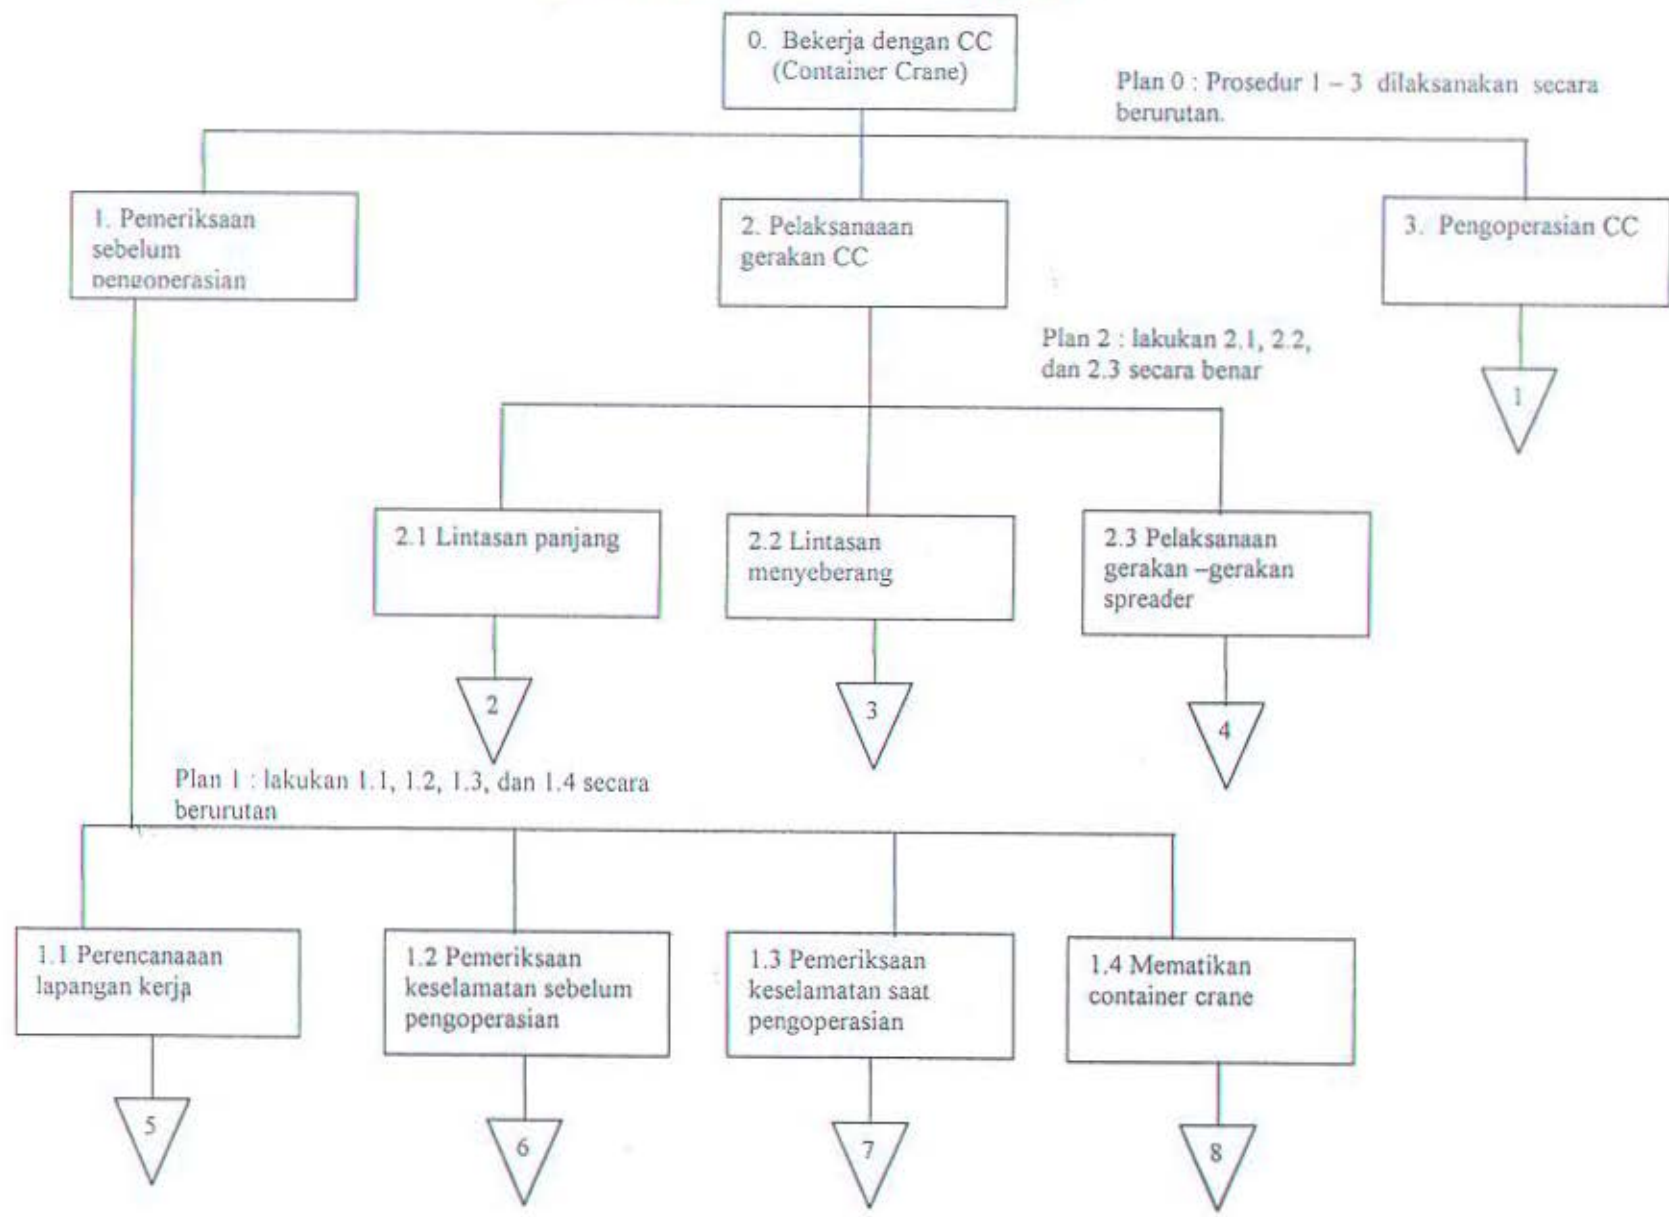 0. Bekerja dengan CC
(Container Crane)
Plan 0 : Prosedur 1 – 3 dilaksanakan secara
berurutan.
1. Pemeriksaan
sebelum
pengoperasian
2. Pelaksanaaan
gerakan CC
3. Pengoperasian CC
Plan 2 : lakukan 2.1, 2.2,
dan 2.3 secara benar
1
2.1 Lintasan panjang
2.2 Lintasan
menyeberang
2.3 Pelaksanaan
gerakan –gerakan
spreader
2
3
4
Plan 1 : lakukan 1.1, 1.2, 1.3, dan 1.4 secara
berurutan
1.1 Perencanaaan
lapangan kerja
1.2 Pemeriksaan
keselamatan sebelum
pengoperasian
1.3 Pemeriksaan
keselamatan saat
pengoperasian
1.4 Mematikan
container crane
5
6
7
8